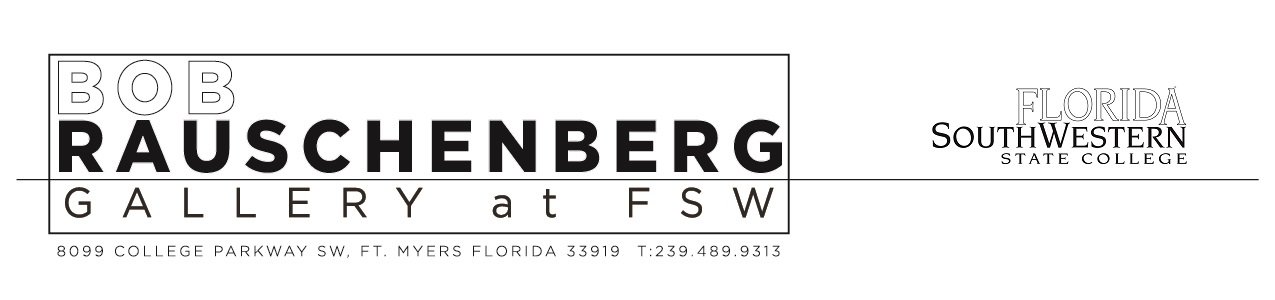 BOB
RAUSCHENBERG
GALLERY at FSW
8099 COLLEGE PARKWAY SW, FT. MYERS FLORIDA 33919 T:239.489.9313
FLORIDA
SOUTHWESTERN
STATE COLLEGE